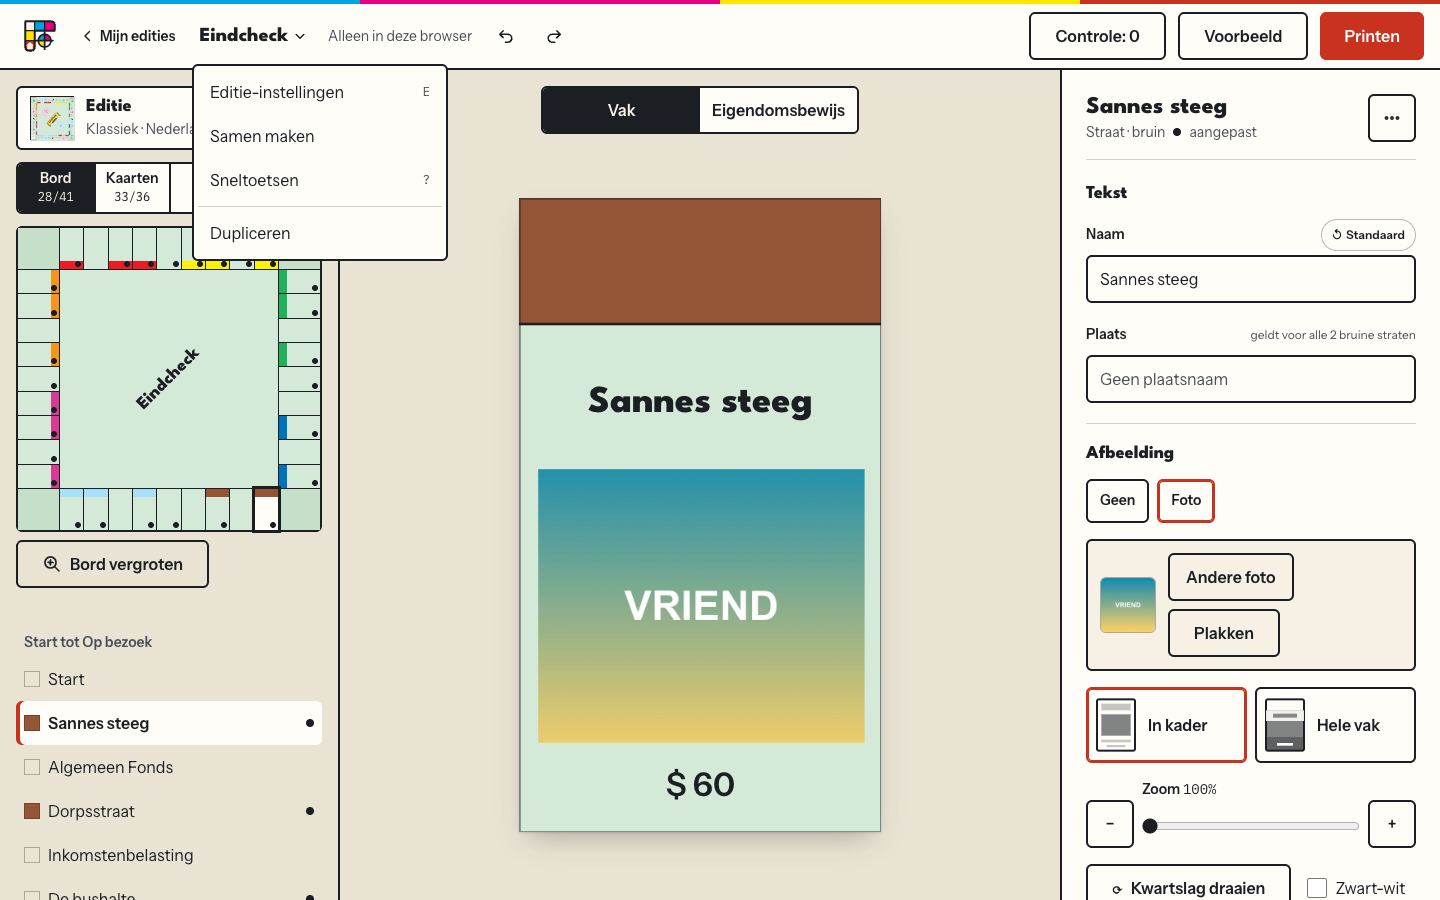 Mijn edities
Eindcheck
Alleen in deze browser
Controle: 0
Voorbeeld
Printen
Editie-instellingen E
Samen maken
Sneltoetsen ?
Dupliceren
Editie
Klassiek · Nederla
Bord
28/41
Kaarten
33/36
Eindcheck
Bord vergroten
Start tot Op bezoek
Start
Sannes steeg
Algemeen Fonds
Dorpsstraat
Inkomstenbelasting
De bushalte
Vak
Eigendomsbewijs
Sannes steeg
VRIEND
$ 60
Sannes steeg
Straat · bruin ● aangepast
Tekst
Naam
Standaard
Sannes steeg
Plaats
geldt voor alle 2 bruine straten
Geen plaatsnaam
Afbeelding
Geen
Foto
VRIEND
Andere foto
Plakken
In kader
Hele vak
Zoom 100%
−
+
Kwartslag draaien
Zwart-wit